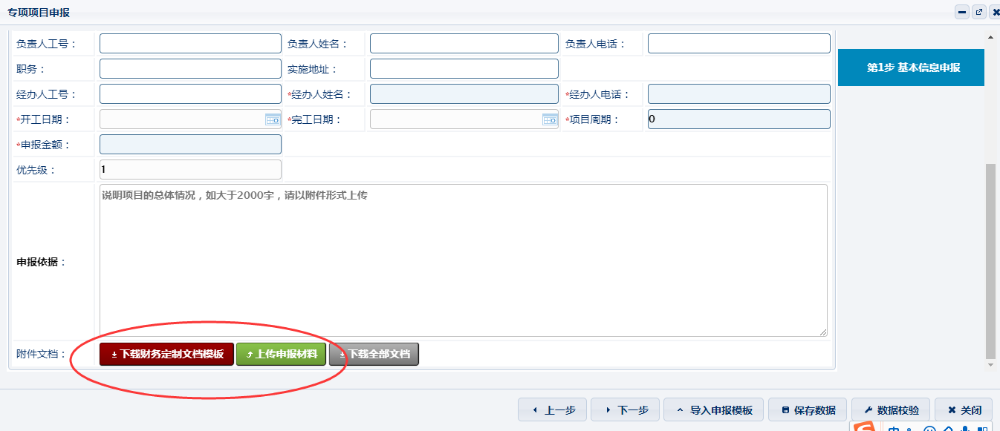 专项项目申报
负责人工号： 负责人姓名： 负责人电话：
第1步 基本信息申报
职务： 实施地址：
经办人工号： *经办人姓名： *经办人电话：
*开工日期： *完工日期： *项目周期： 0
*申报金额：
优先级： 1
说明项目的总体情况，如大于2000字，请以附件形式上传
申报依据：
附件文档： 下载财务定制文档模板 上传申报材料 下载全部文档
上一步 下一步 导入申报模板 保存数据 数据校验 关闭
中